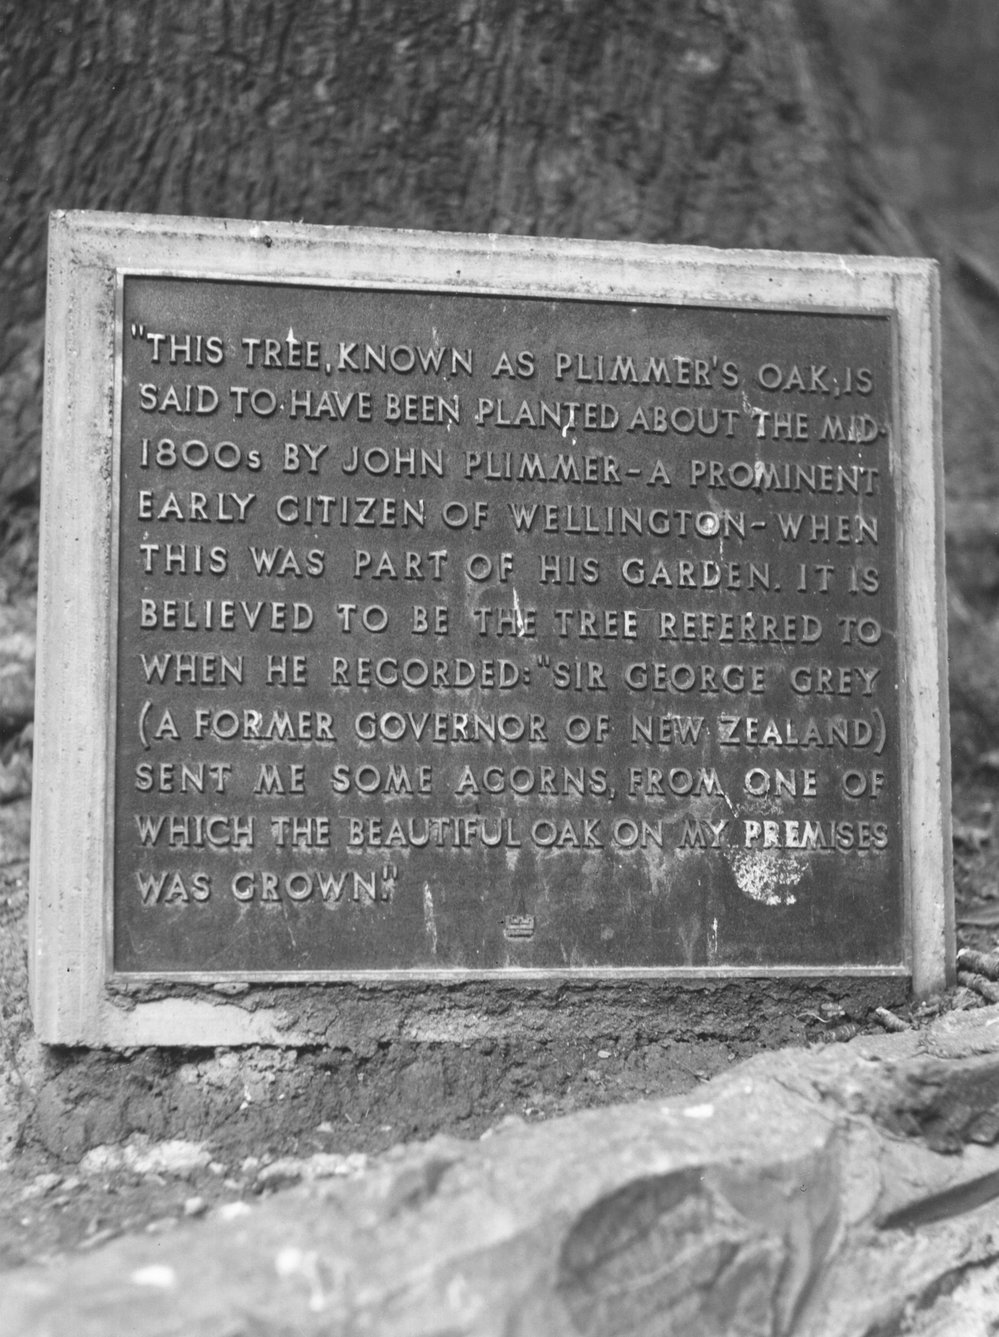 "THIS TREE, KNOWN AS PLIMMER'S OAK, IS
SAID TO HAVE BEEN PLANTED ABOUT THE MID-
1800s BY JOHN PLIMMER – A PROMINENT
EARLY CITIZEN OF WELLINGTON – WHEN
THIS WAS PART OF HIS GARDEN. IT IS
BELIEVED TO BE THE TREE REFERRED TO
WHEN HE RECORDED: "SIR GEORGE GREY
(A FORMER GOVERNOR OF NEW ZEALAND)
SENT ME SOME AGORNS, FROM ONE OF
WHICH THE BEAUTIFUL OAK ON MY PREMISES
WAS GROWN."